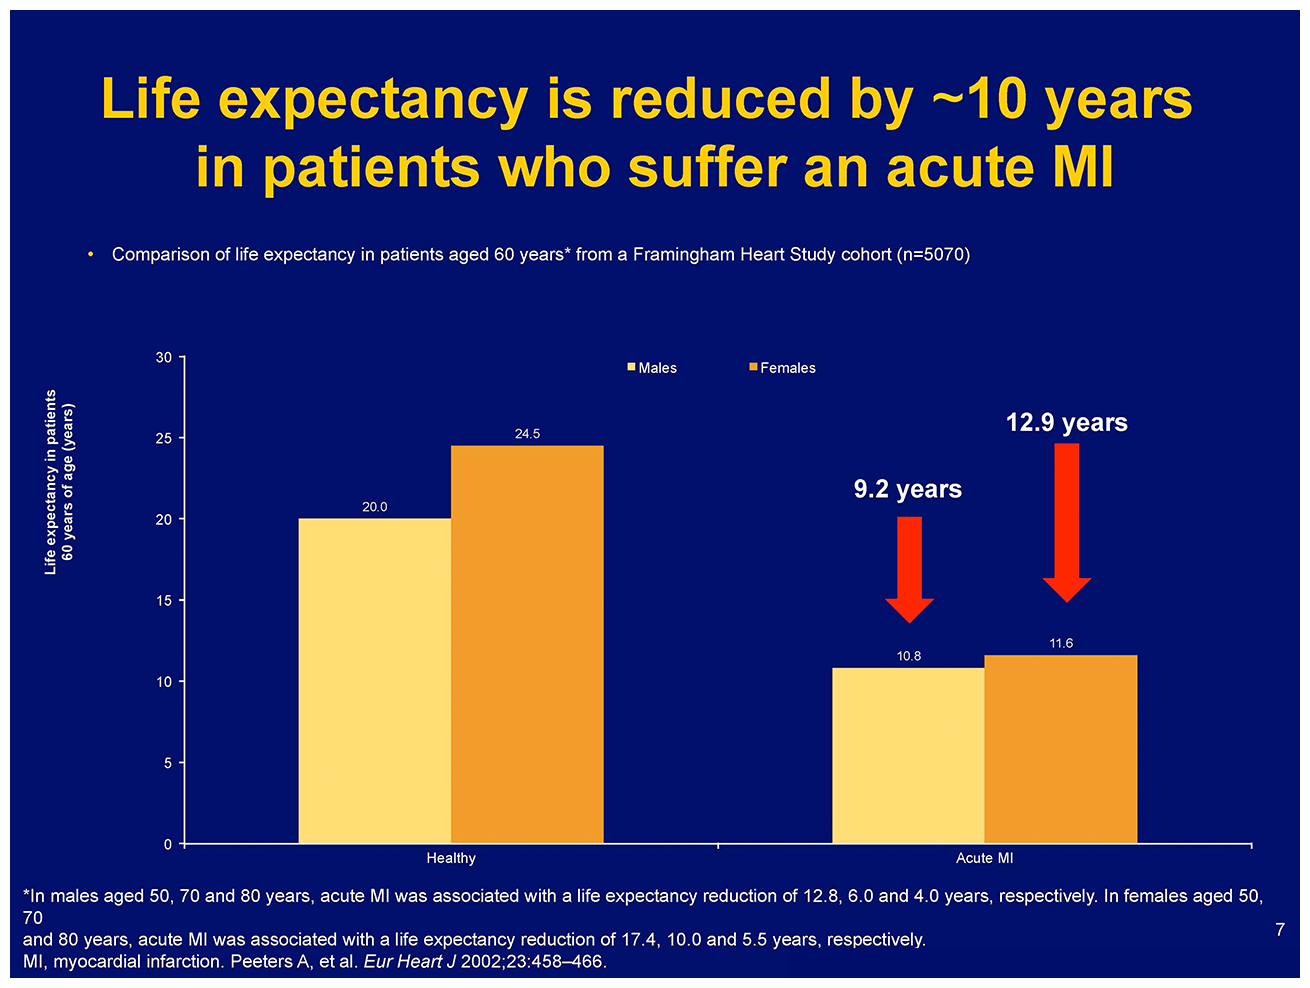 Life expectancy is reduced by ~10 years
in patients who suffer an acute MI
• Comparison of life expectancy in patients aged 60 years* from a Framingham Heart Study cohort (n=5070)
Life expectancy in patients
60 years of age (years)
30
25
20
15
10
5
0
Males
Females
20.0
24.5
9.2 years
12.9 years
10.8
11.6
Healthy
Acute MI
*In males aged 50, 70 and 80 years, acute MI was associated with a life expectancy reduction of 12.8, 6.0 and 4.0 years, respectively. In females aged 50,
70
and 80 years, acute MI was associated with a life expectancy reduction of 17.4, 10.0 and 5.5 years, respectively.
MI, myocardial infarction. Peeters A, et al. Eur Heart J 2002;23:458–466.
7